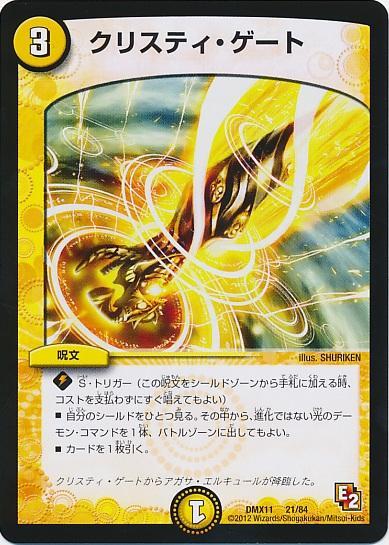 3
クリスティ・ゲート
呪文
illus. SHURIKEN
S・トリガー(この呪文をシールドゾーンから手札に加える時、
コストを支払わずにすぐ唱えてもよい)
■ 自分のシールドをひとつ見る。その中から、進化ではない光のデ
ーモン・コマンドを1体、バトルゾーンに出してもよい。
■ カードを1枚引く。
クリスティ・ゲートからアガサ・エルキュールが降臨した。
1
DMX11 21/84
©2012 Wizards/Shogakukan/Mitsui-Kids
E2